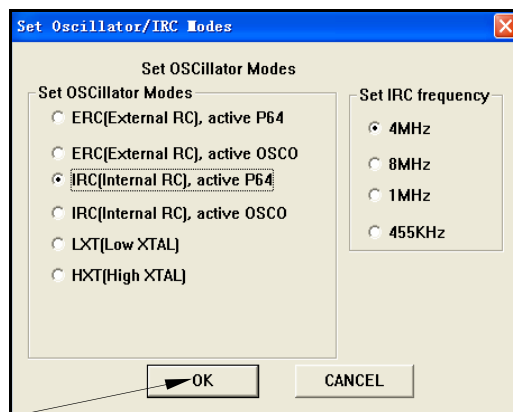 Set Oscillator/IRC Modes
Set OSCillator Modes
Set OSCillator Modes
ERC(External RC), active P64
ERC(External RC), active OSCO
IRC(Internal RC), active P64
IRC(Internal RC), active OSCO
LXT(Low XTAL)
HXT(High XTAL)
Set IRC frequency
4MHz
8MHz
1MHz
455KHz
OK
CANCEL